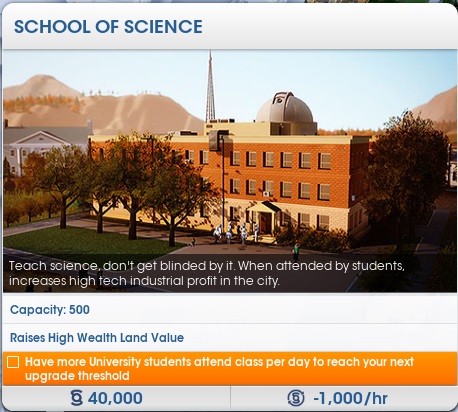 SCHOOL OF SCIENCE
Teach science, don't get blinded by it. When attended by students,
increases high tech industrial profit in the city.
Capacity: 500
Raises High Wealth Land Value
Have more University students attend class per day to reach your next
upgrade threshold
40,000
-1,000/hr